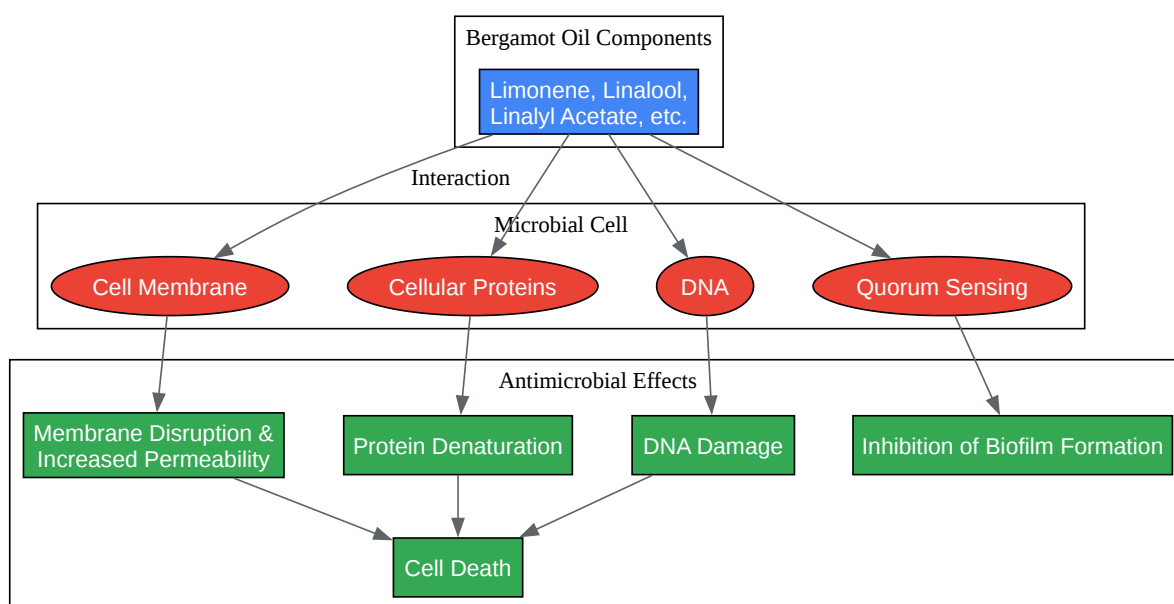 Bergamot Oil Components
Limonene, Linalool,
Linalyl Acetate, etc.
Interaction
Microbial Cell
Cell Membrane
Cellular Proteins
DNA
Quorum Sensing
Antimicrobial Effects
Membrane Disruption &
Increased Permeability
Protein Denaturation
DNA Damage
Inhibition of Biofilm Formation
Cell Death